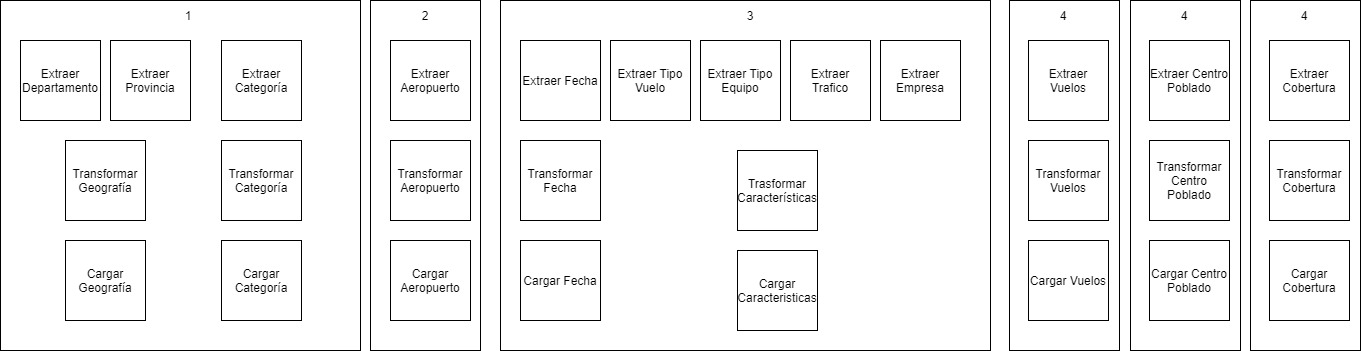 1
Extraer
Departamento
Extraer
Provincia
Extraer
Categoría
Transformar
Geografía
Transformar
Categoría
Cargar
Geografía
Cargar
Categoría
2
Extraer
Aeropuerto
Transformar
Aeropuerto
Cargar
Aeropuerto
3
Extraer Fecha
Extraer Tipo
Vuelo
Extraer Tipo
Equipo
Extraer
Trafico
Extraer
Empresa
Transformar
Fecha
Trasformar
Características
Cargar Fecha
Cargar
Caracteristicas
4
Extraer
Vuelos
Transformar
Vuelos
Cargar Vuelos
4
Extraer Centro
Poblado
Transformar
Centro
Poblado
Cargar Centro
Poblado
4
Extraer
Cobertura
Transformar
Cobertura
Cargar
Cobertura